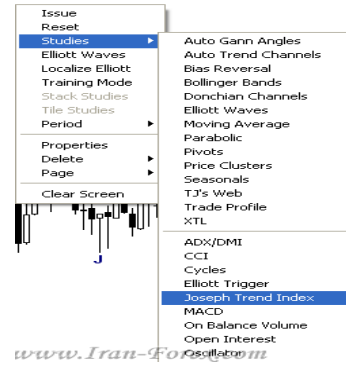 Issue
Reset
Studies
Elliott Waves
Localize Elliott
Training Mode
Stack Studies
Tile Studies
Period
Properties
Delete
Page
Clear Screen
J
Auto Gann Angles
Auto Trend Channels
Bias Reversal
Bollinger Bands
Donchian Channels
Elliott Waves
Moving Average
Parabolic
Pivots
Price Clusters
Seasonals
TJ's Web
Trade Profile
XTL
ADX/DMI
CCI
Cycles
Elliott Trigger
Joseph Trend Index
MACD
On Balance Volume
Open Interest
Oscillator
www.Iran-Forex.com